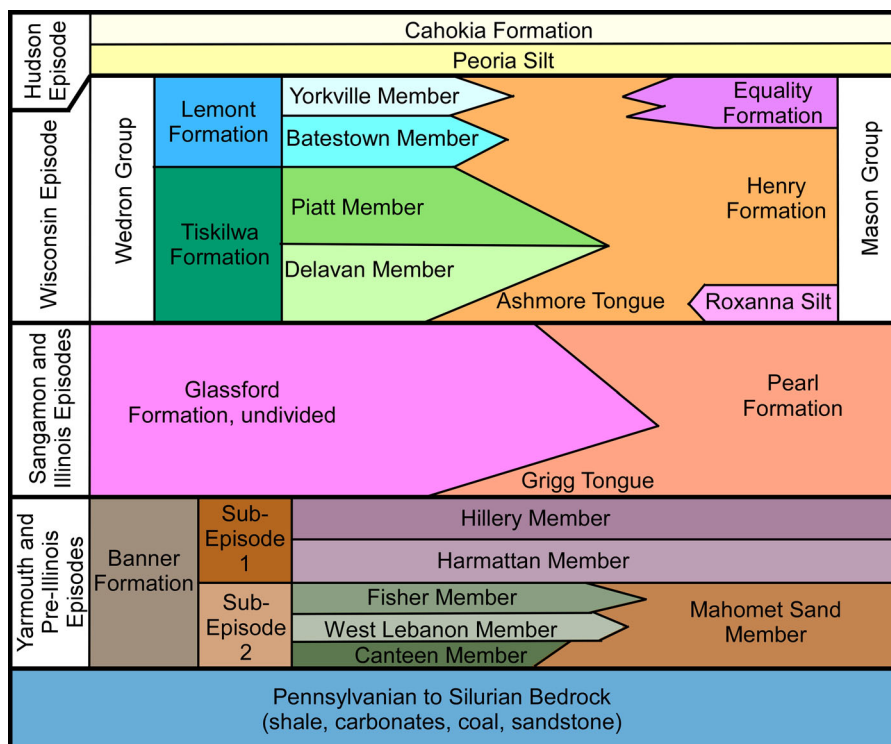 Hudson
Episode
Cahokia Formation
Peoria Silt
Wisconsin Episode
Wedron Group
Lemont
Formation
Yorkville Member
Batestown Member
Equality
Formation
Tiskilwa
Formation
Piatt Member
Delavan Member
Henry
Formation
Ashmore Tongue
Roxanna Silt
Mason Group
Sangamon and
Illinois Episodes
Glassford
Formation, undivided
Pearl
Formation
Grigg Tongue
Yarmouth and
Pre-Illinois
Episodes
Banner
Formation
Sub-
Episode
1
Hillery Member
Harmattan Member
Sub-
Episode
2
Fisher Member
West Lebanon Member
Canteen Member
Mahomet Sand
Member
Pennsylvanian to Silurian Bedrock
(shale, carbonates, coal, sandstone)